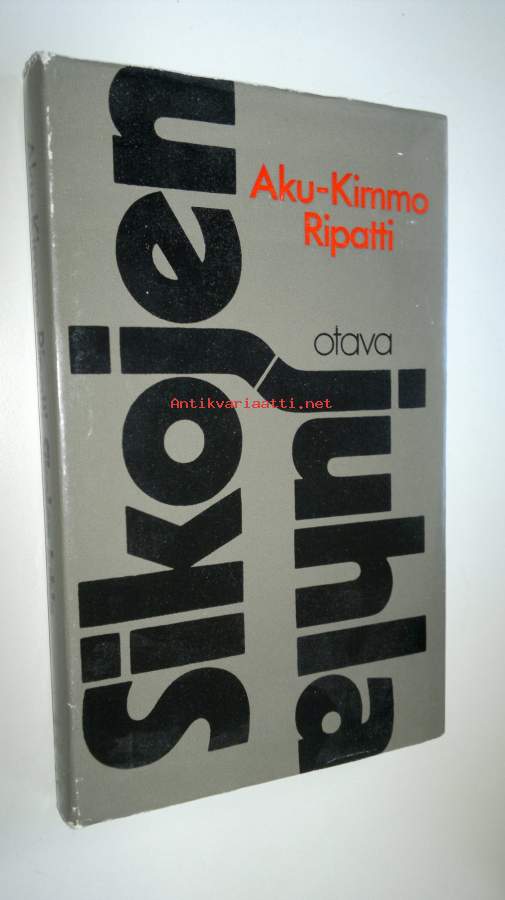 Aku-Kimmo
Ripatti
otava
Sikojen
juhla
Antikvariaatti.net